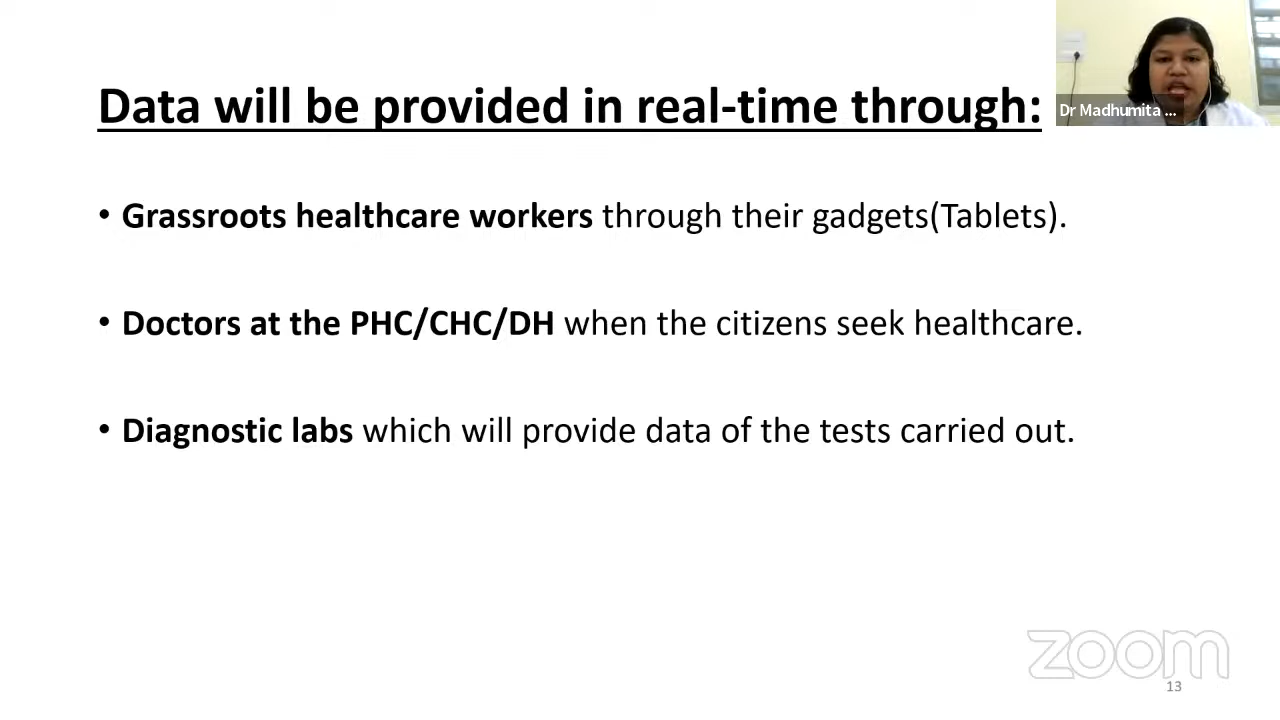 Data will be provided in real-time through:
Dr Madhumita ...
• Grassroots healthcare workers through their gadgets(Tablets).
• Doctors at the PHC/CHC/DH when the citizens seek healthcare.
• Diagnostic labs which will provide data of the tests carried out.
zoom
13